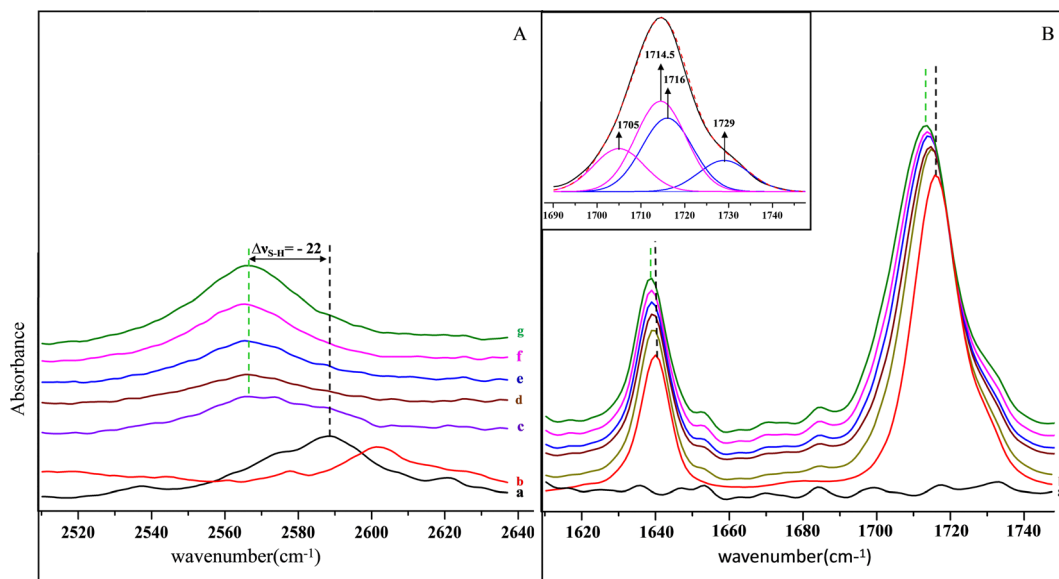 A
B
1714.5
1716
1705
1729
1690 1700 1710 1720 1730 1740
Δν S-H = - 22
Absorbance
g
f
e
d
c
b
a
2520 2540 2560 2580 2600 2620 2640
wavenumber(cm-1)
1620 1640 1660 1680 1700 1720 1740
wavenumber(cm-1)